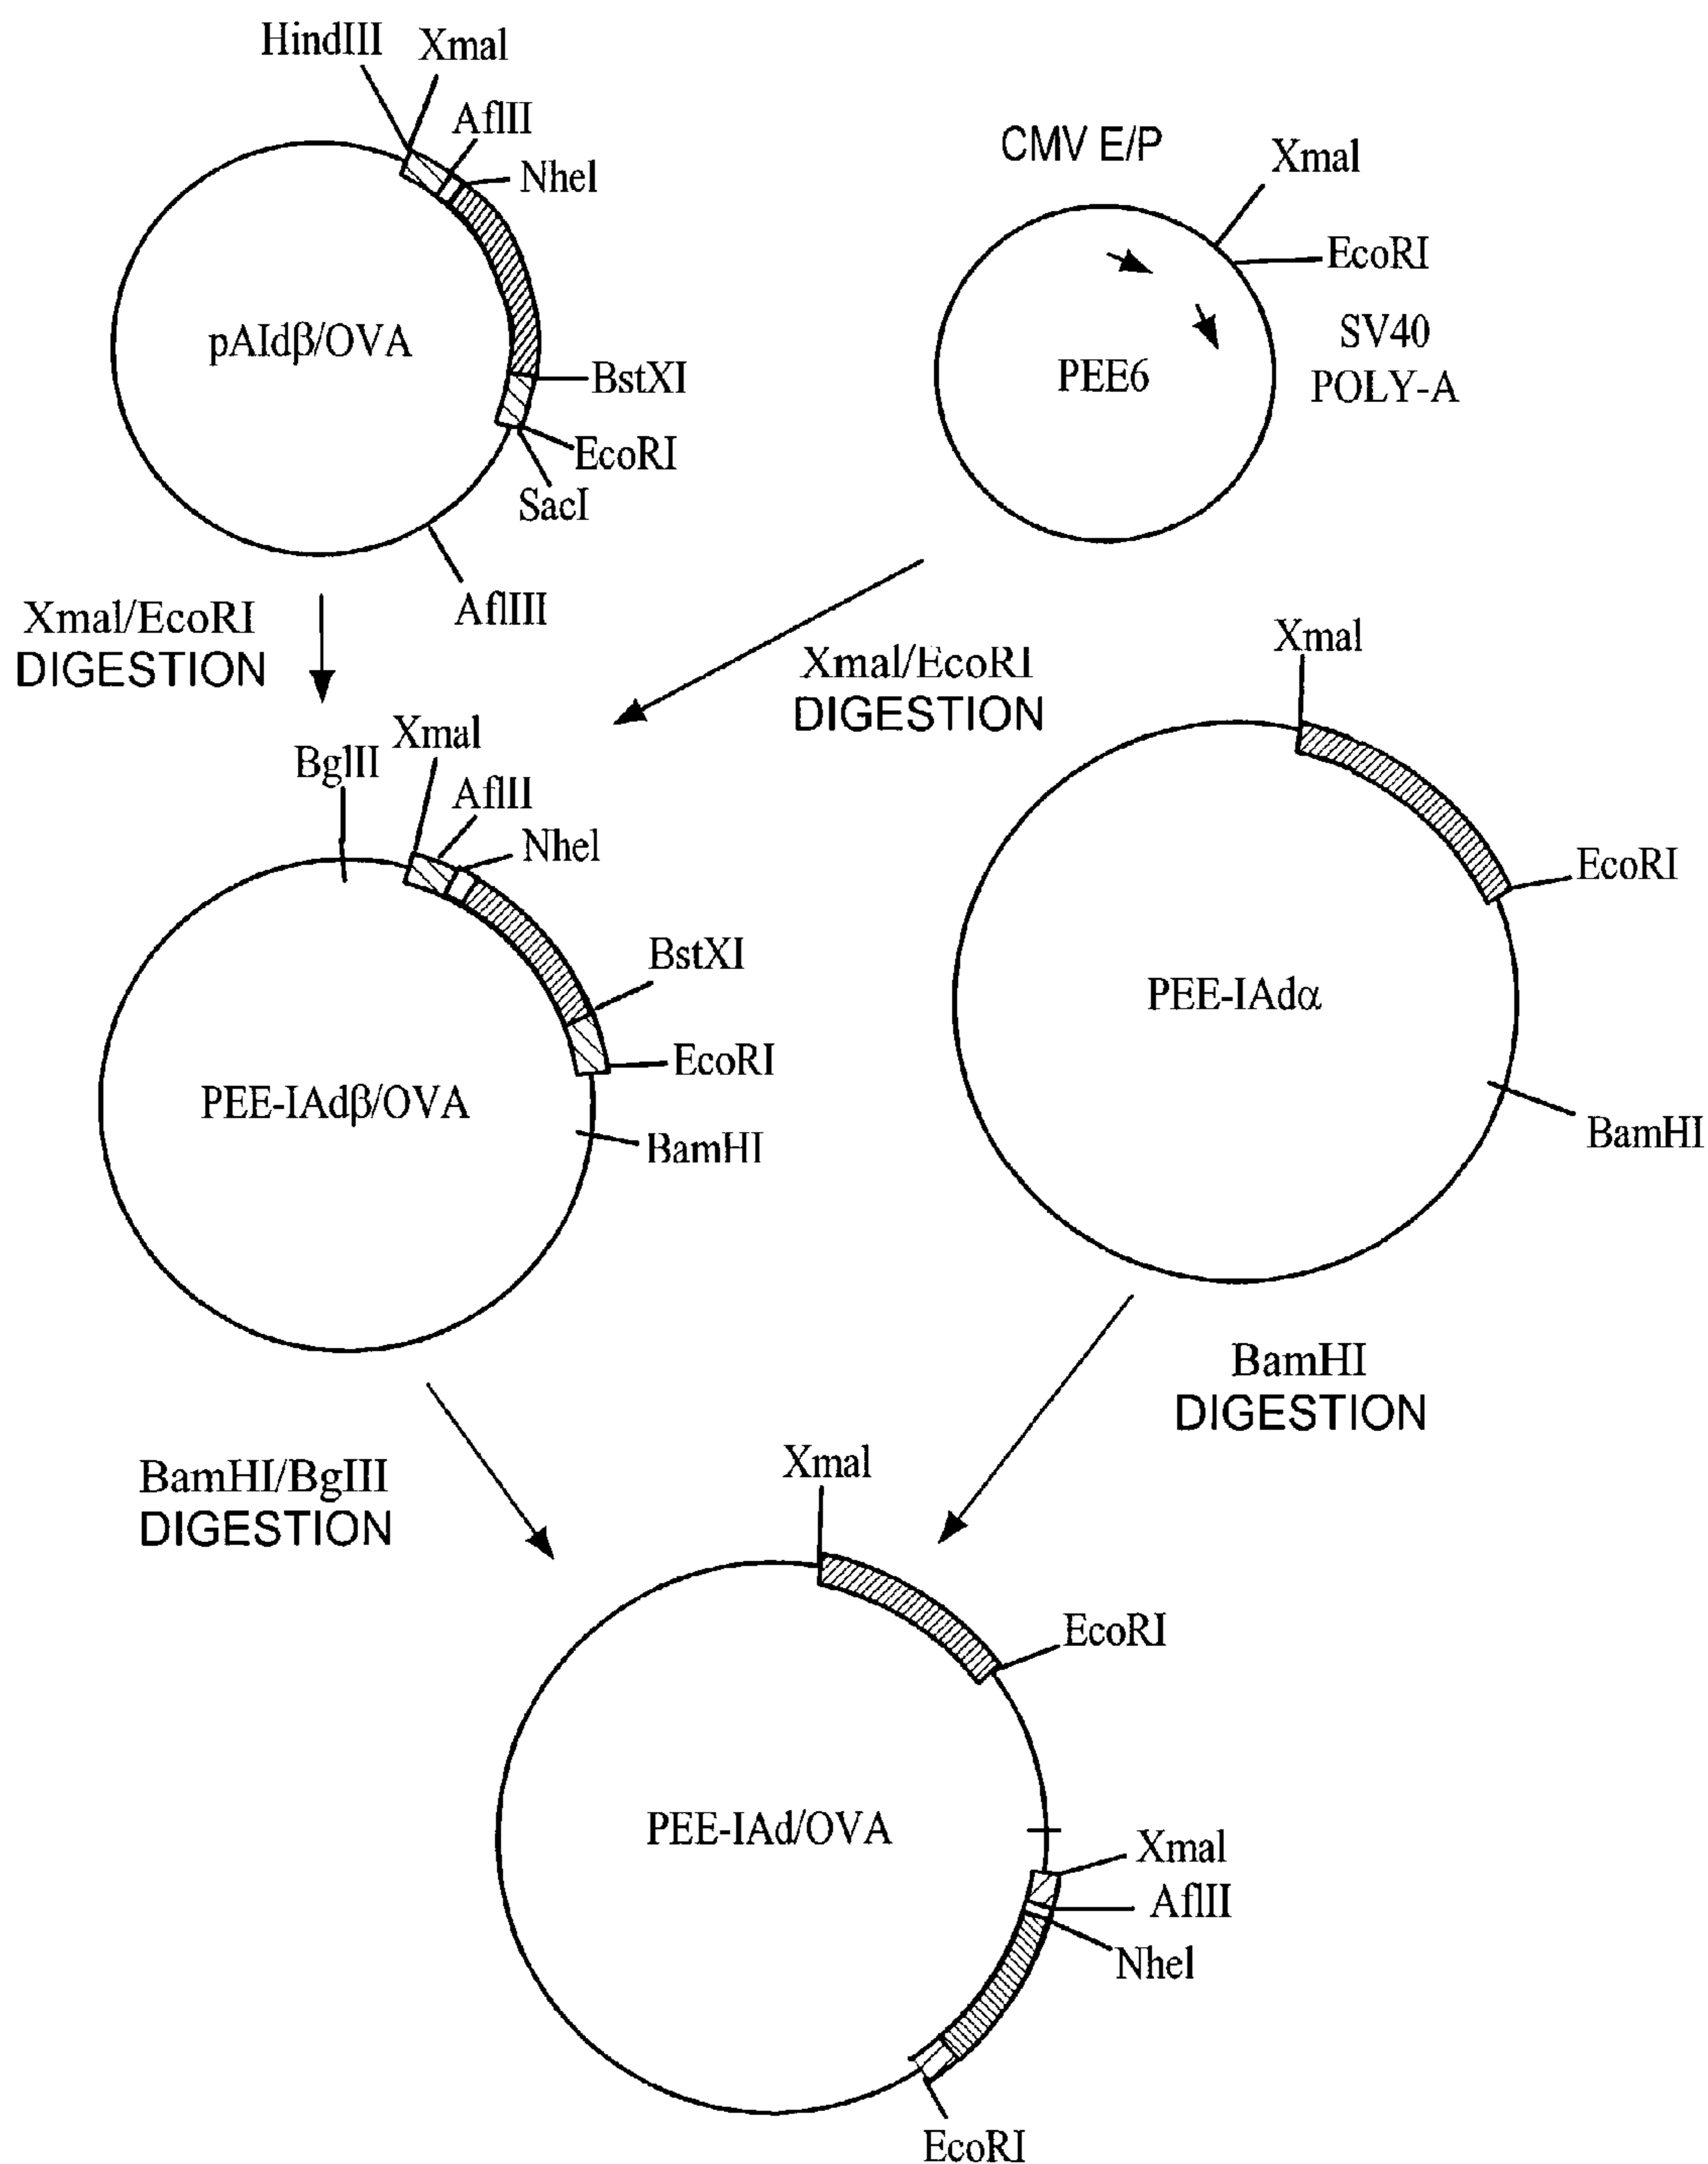 HindIII
XmaI
AflII
NheI
pAIdβ/OVA
BstXI
EcoRI
SacI
AflIII
CMV E/P
XmaI
EcoRI
SV40
POLY-A
PEE6
XmaI/EcoRI
DIGESTION
XmaI/EcoRI
DIGESTION
BglII
XmaI
AflII
NheI
BstXI
EcoRI
PEE-IAdβ/OVA
BamHI
XmaI
EcoRI
PEE-IAdα
BamHI
BamHI/BglII
DIGESTION
BamHI
DIGESTION
XmaI
EcoRI
PEE-IAd/OVA
XmaI
AflII
NheI
EcoRI